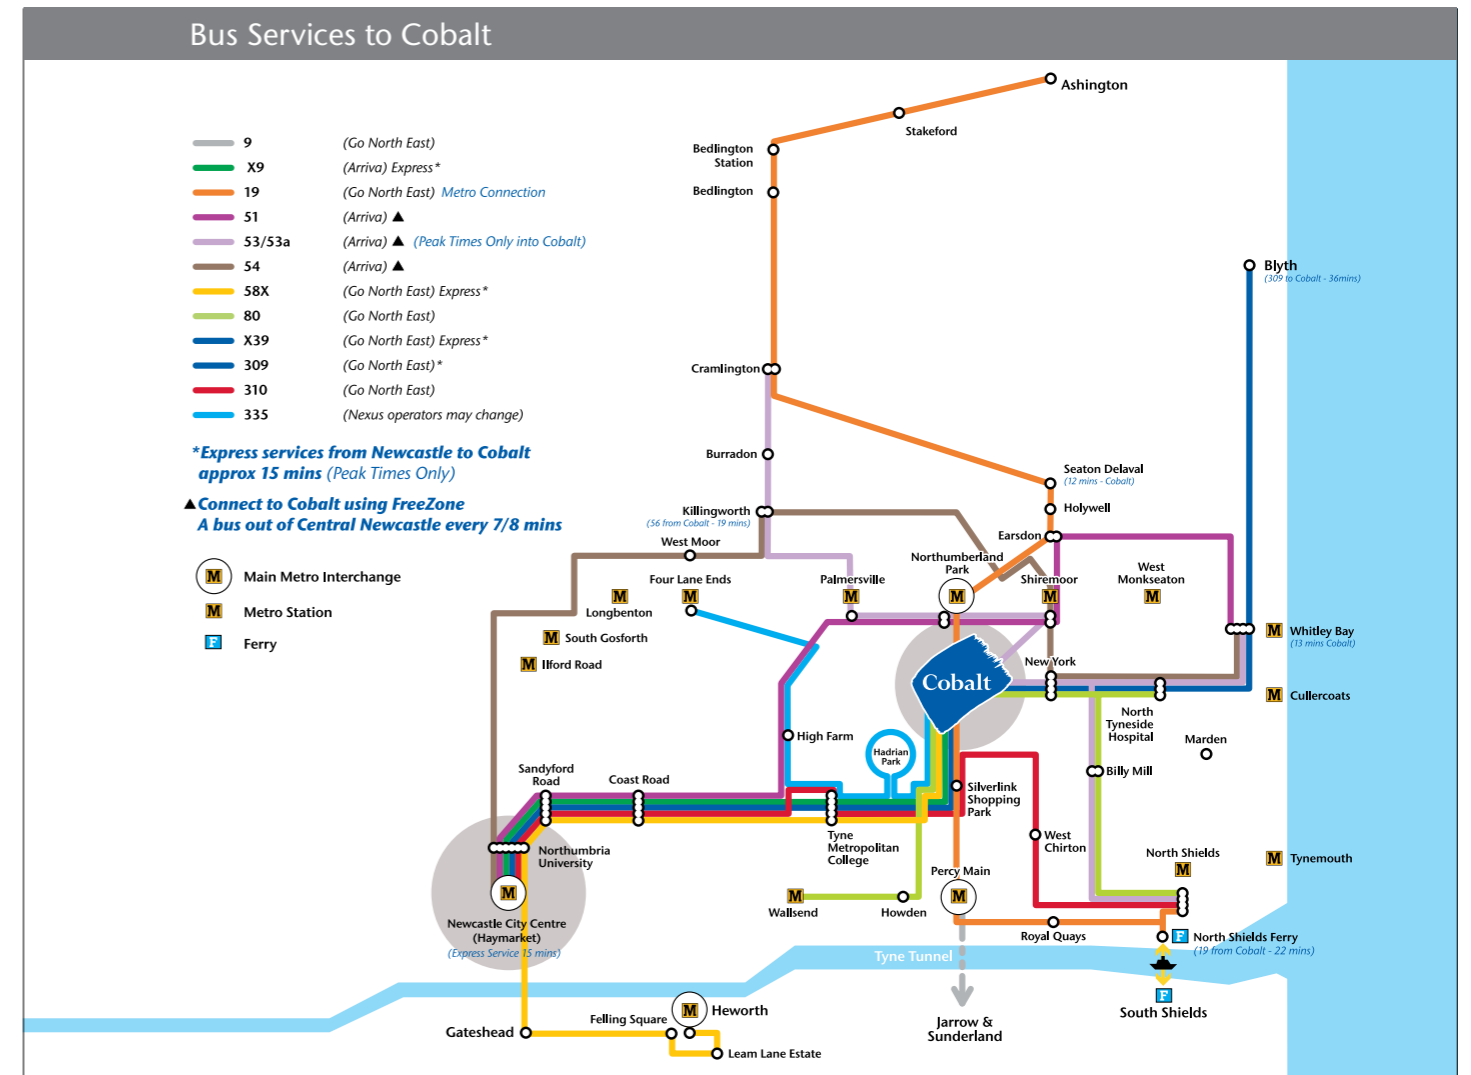 Bus Services to Cobalt
9 (Go North East)
X9 (Arriva) Express*
19 (Go North East) Metro Connection
51 (Arriva) ▲
53/53a (Arriva) ▲ (Peak Times Only into Cobalt)
54 (Arriva) ▲
58X (Go North East) Express*
80 (Go North East)
X39 (Go North East) Express*
309 (Go North East)*
310 (Go North East)
335 (Nexus operators may change)
*Express services from Newcastle to Cobalt
approx 15 mins (Peak Times Only)
▲Connect to Cobalt using FreeZone
A bus out of Central Newcastle every 7/8 mins
M Main Metro Interchange
M Metro Station
F Ferry
Ashington
Stakeford
Bedlington
Station
Bedlington
Blyth
(309 to Cobalt - 36mins)
Cramlington
Burradon
Seaton Delaval
(12 mins - Cobalt)
Holywell
Killingworth
(56 from Cobalt - 19 mins)
Earsdon
West Moor
Northumberland
Park
M
Four Lane Ends
M
Palmersville
M
Shiremoor
M
West
Monkseaton
M
M
Longbenton
M South Gosforth
M Ilford Road
M Whitley Bay
(13 mins Cobalt)
New York
Cobalt
M Cullercoats
North
Tyneside
Hospital
Marden
High Farm
Hadrian
Park
Billy Mill
Sandyford
Road
Coast Road
Silverlink
Shopping
Park
Tyne
Metropolitan
College
West
Chirton
Northumbria
University
North Shields
M
M Tynemouth
M
Newcastle City Centre
(Haymarket)
(Express Service 15 mins)
Percy Main
M
M
Wallsend
Howden
Royal Quays
F North Shields Ferry
(19 from Cobalt - 22 mins)
Tyne Tunnel
F
South Shields
Jarrow &
Sunderland
M Heworth
Felling Square
Gateshead
Leam Lane Estate